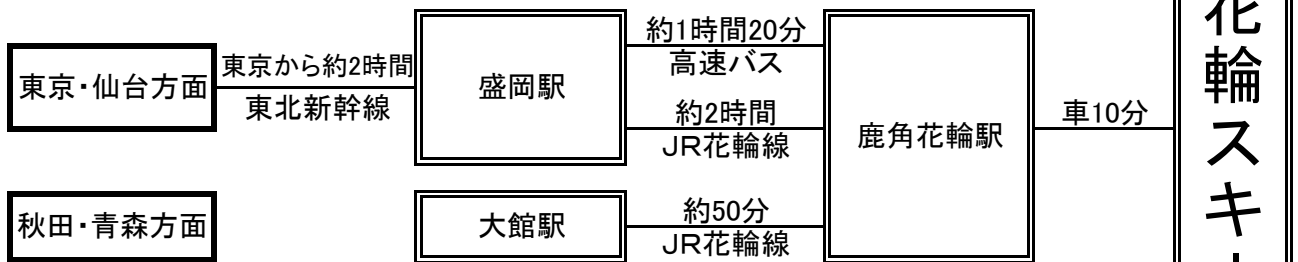 東京・仙台方面
東京から約2時間
東北新幹線
盛岡駅
約1時間20分
高速バス
約2時間
JR花輪線
鹿角花輪駅
車10分
秋田・青森方面
大館駅
約50分
JR花輪線
花輪スキー